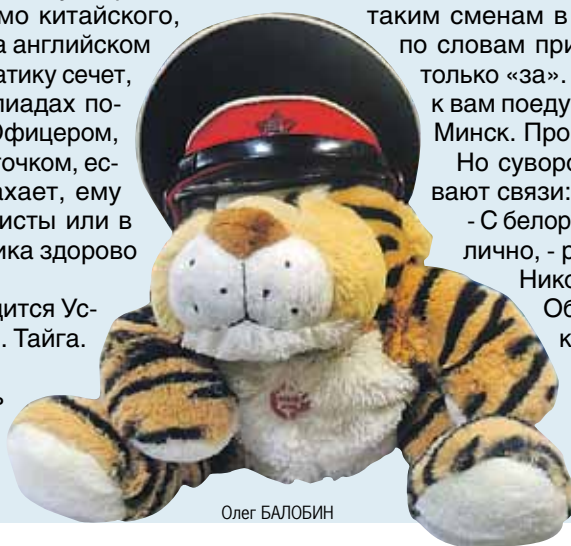 мо китайского,
а английском
атику сечет,
лиадах по-
Офицером,
точком, ес-
ахает, ему
исты или в
ика здорово
дится Ус-
. Тайга.
ь
таким сменам в
по словам при
только «за».
к вам поеду
Минск. Про
Но суворо
вают связи:
- С белор
лично, - р
Нико
Об
к
Олег БАЛОБИН